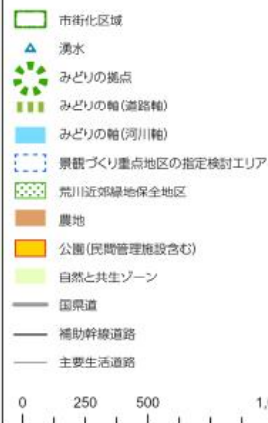 市街化区域
湧水
みどりの拠点
みどりの軸(道路軸)
みどりの軸(河川軸)
景観づくり重点地区の指定検討エリア
荒川近郊緑地保全地区
農地
公園(民間管理施設含む)
自然と共生ゾーン
国県道
補助幹線道路
主要生活道路
0 250 500 1,